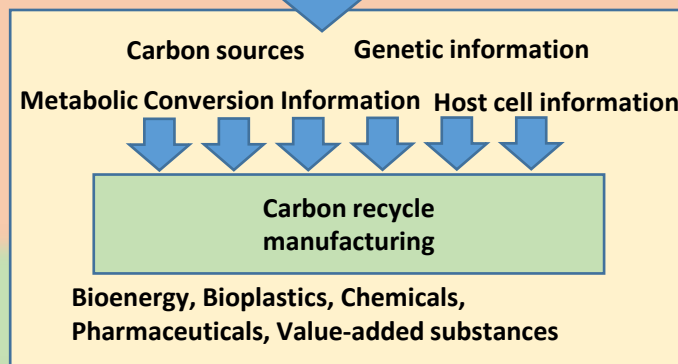 Carbon sources Genetic information
Metabolic Conversion Information Host cell information
Carbon recycle
manufacturing
Bioenergy, Bioplastics, Chemicals,
Pharmaceuticals, Value-added substances